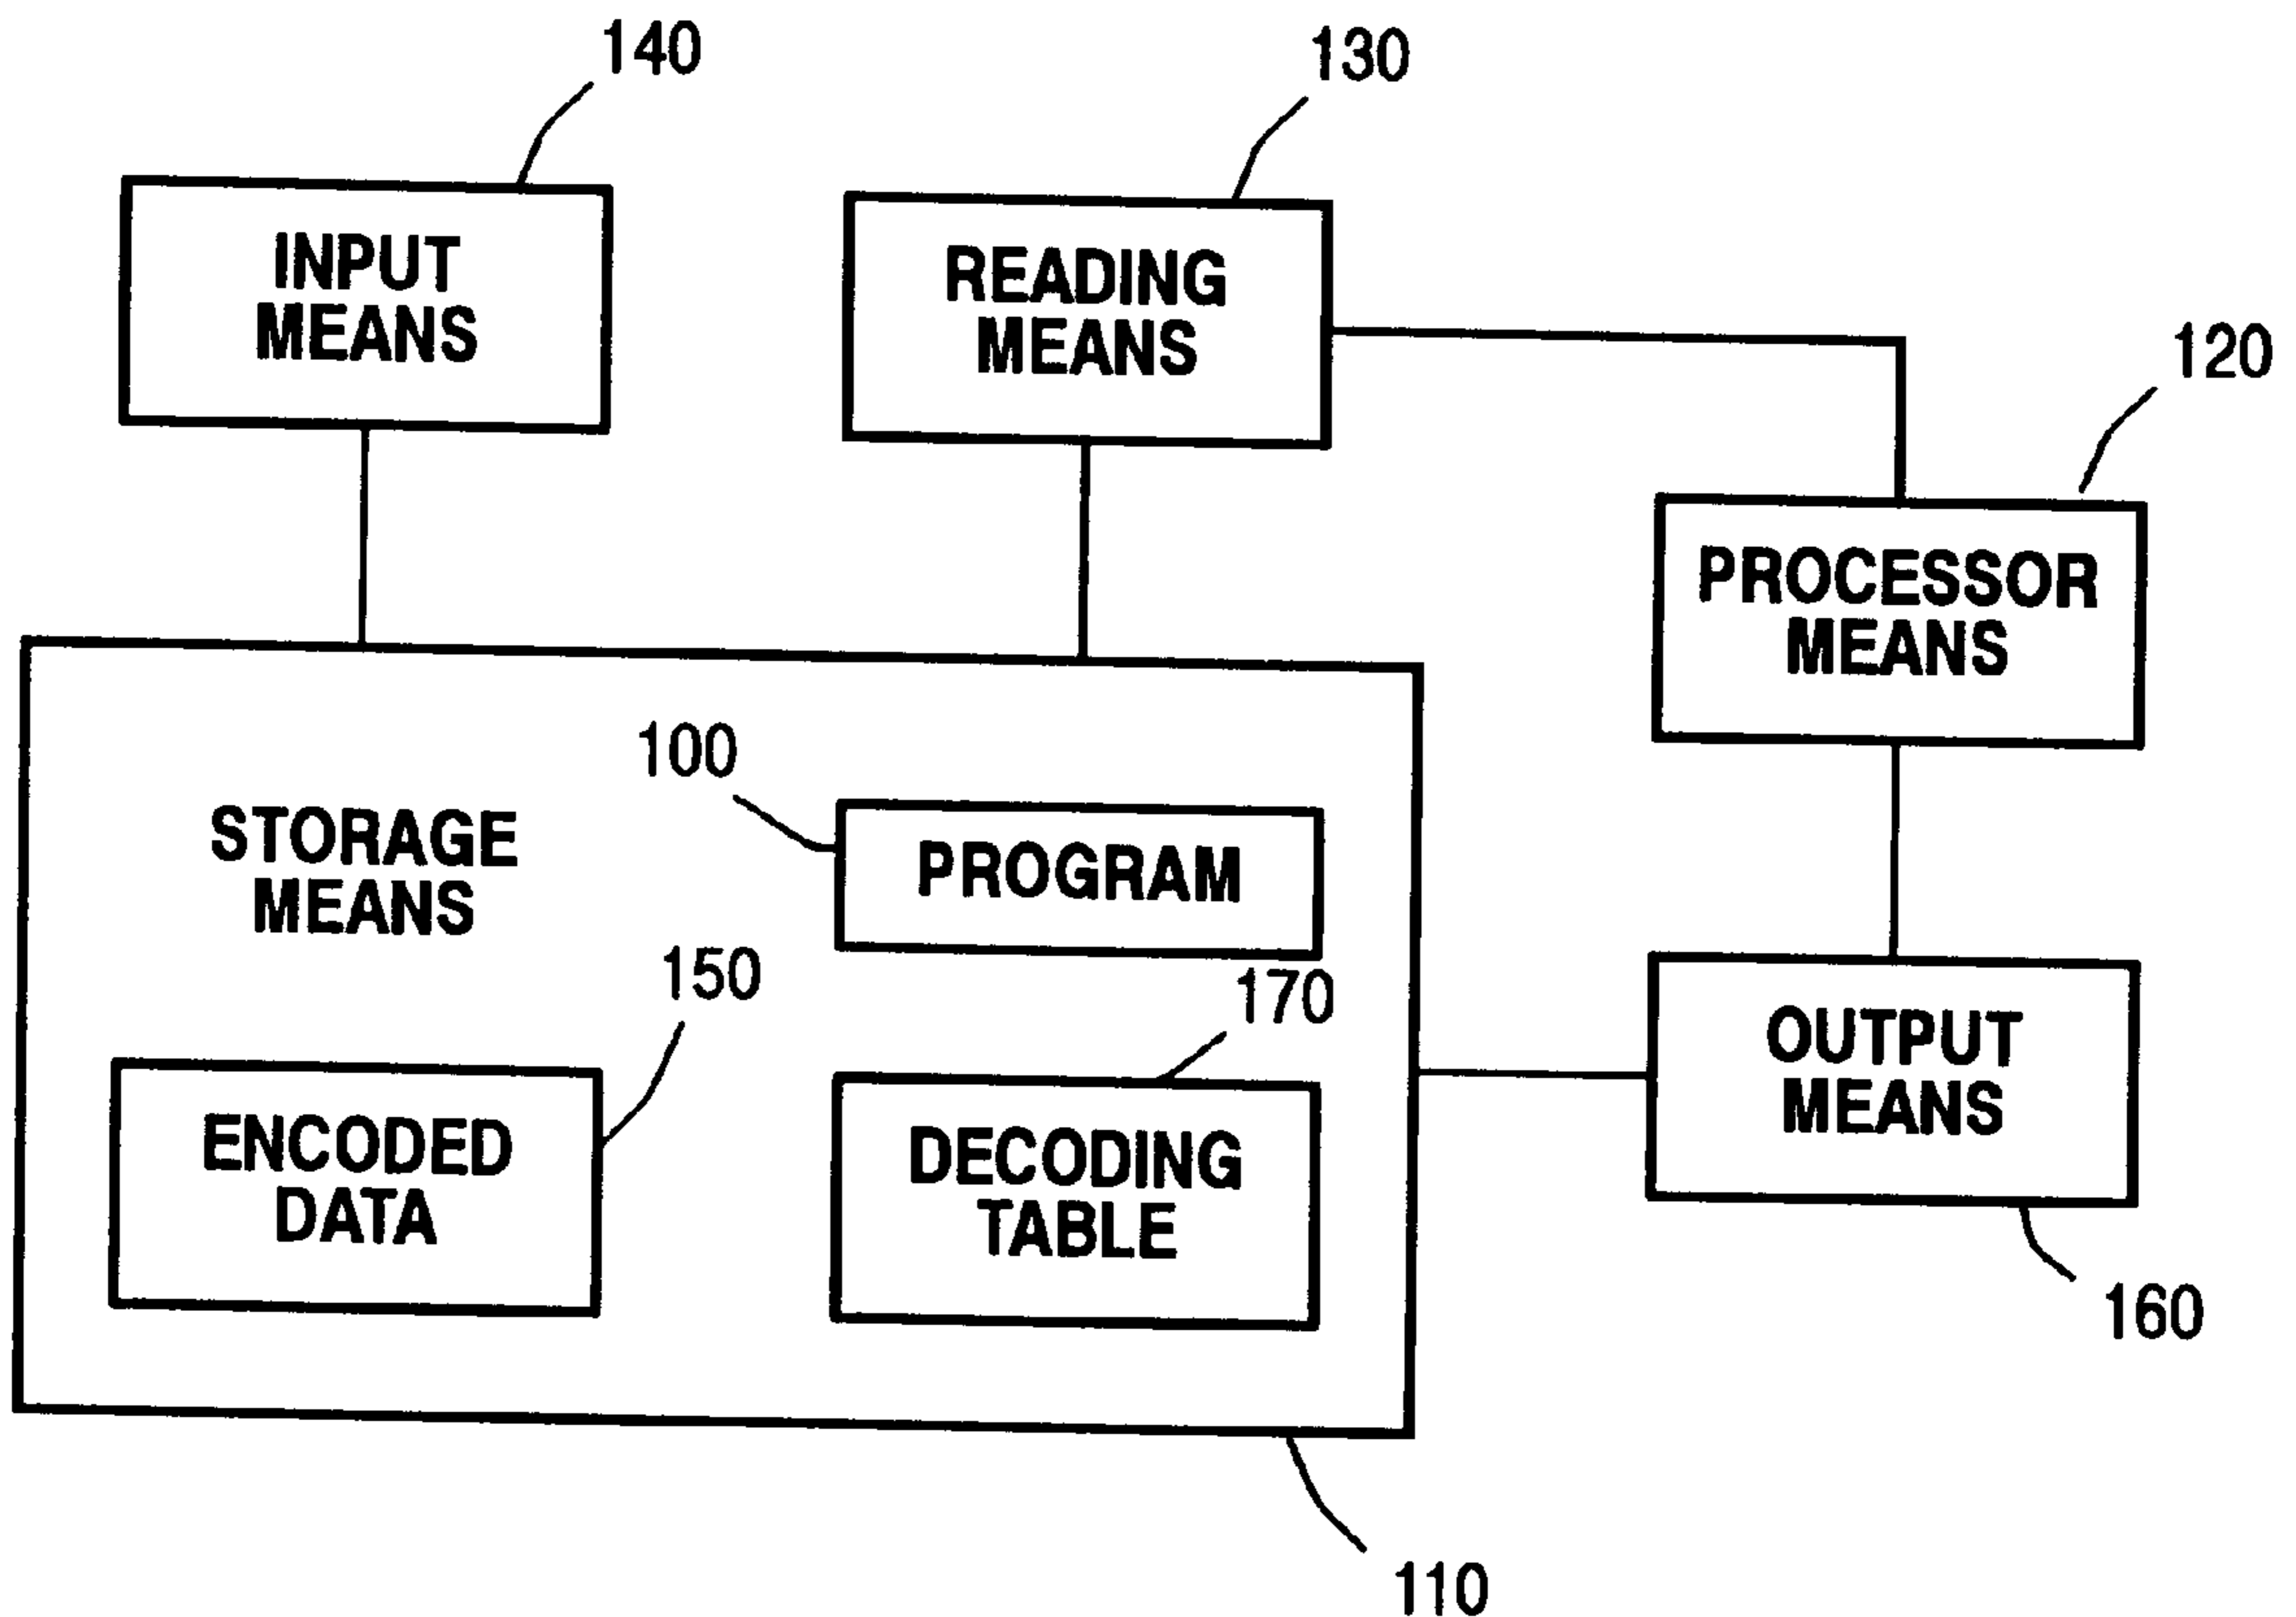 140
130
INPUT
MEANS
READING
MEANS
120
PROCESSOR
MEANS
100
STORAGE
MEANS
PROGRAM
150
170
OUTPUT
MEANS
ENCODED
DATA
DECODING
TABLE
160
110